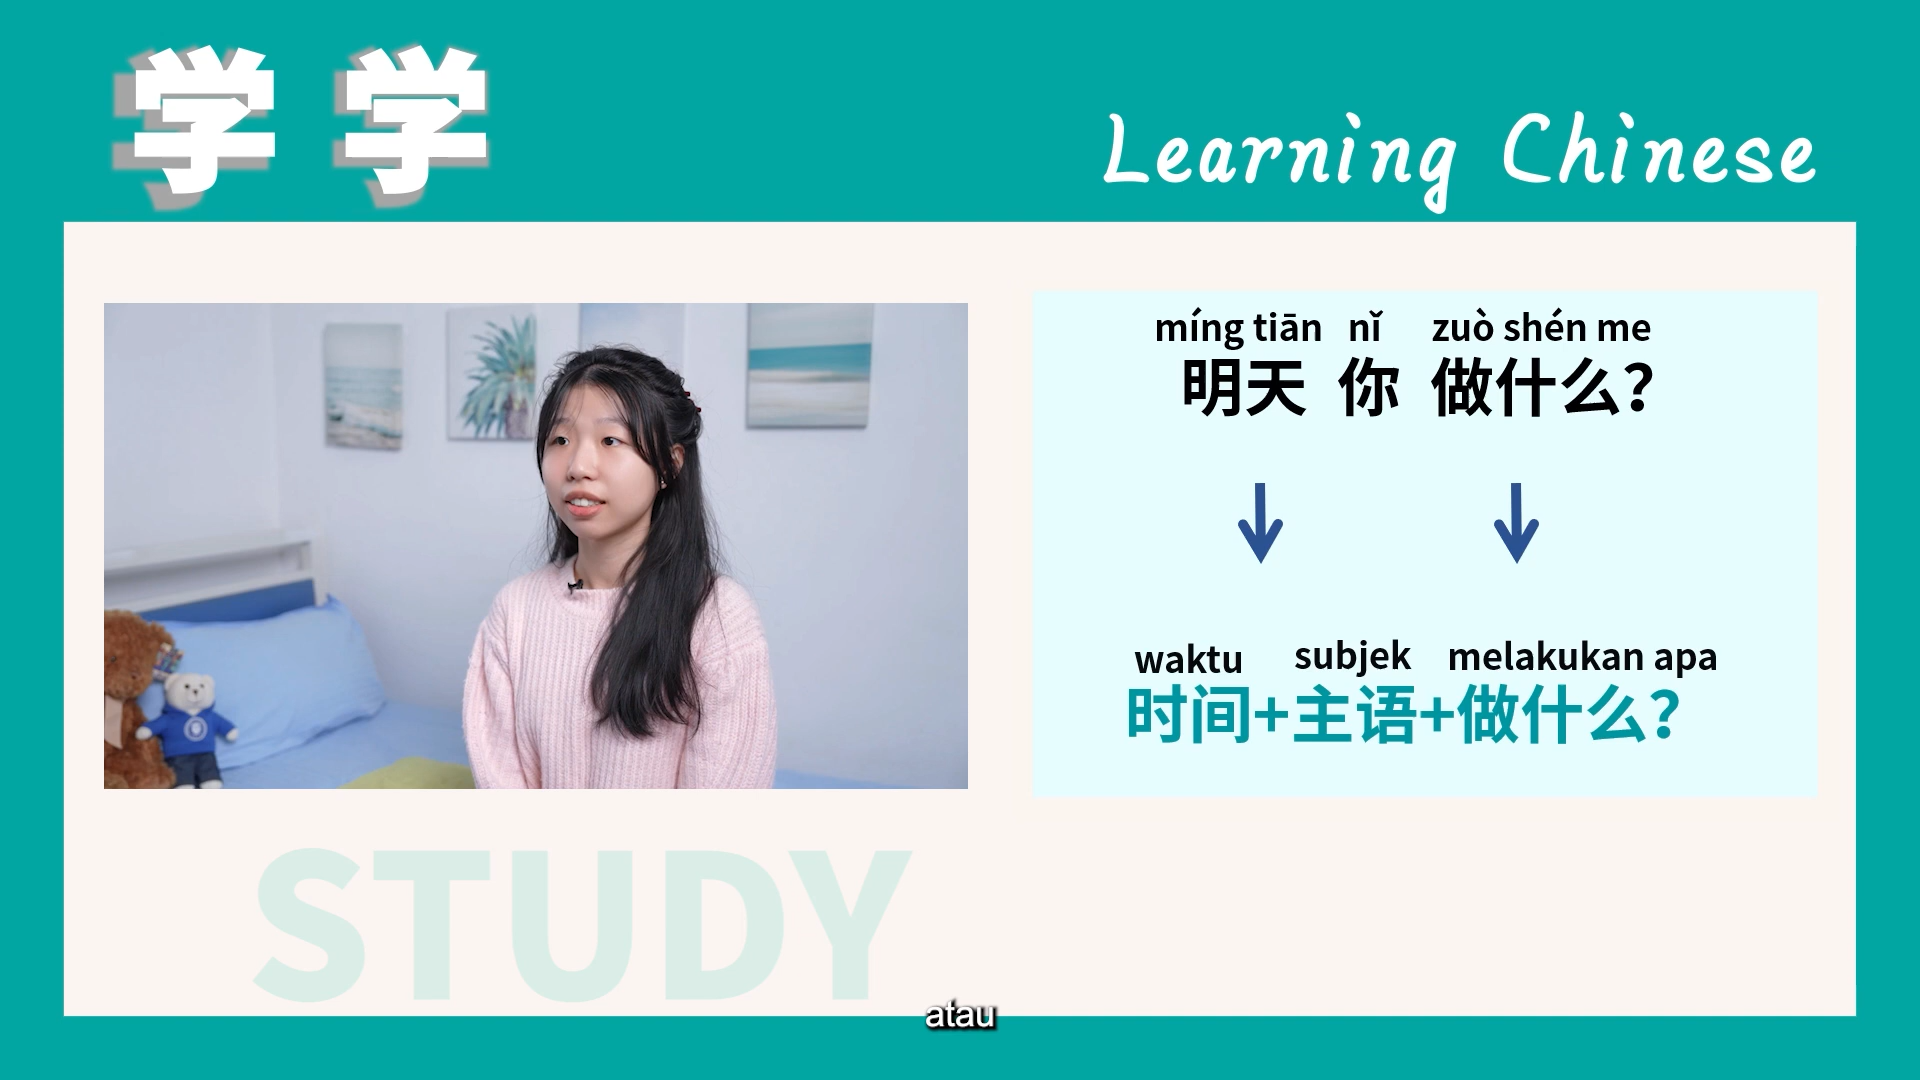 学 学
Learning Chinese
míng tiān nǐ zuò shén me
明天 你 做什么?
waktu subjek melakukan apa
时间+主语+做什么?
STUDY
atau